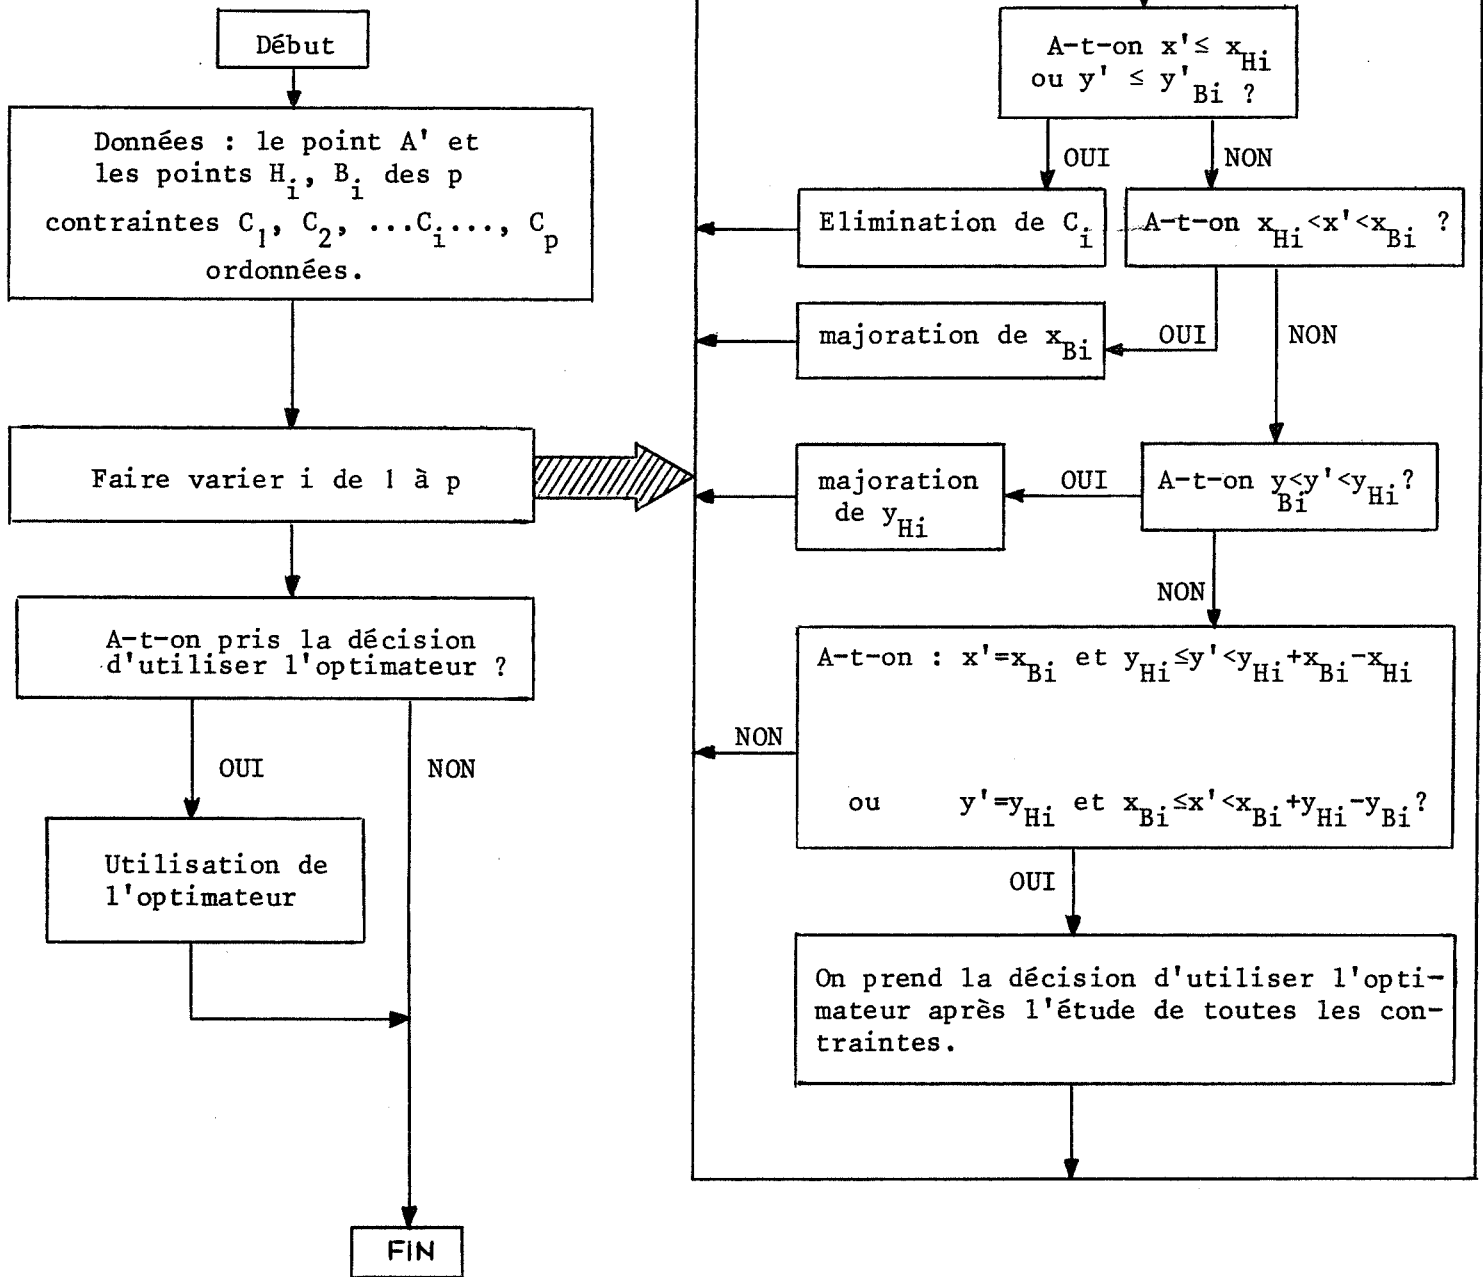 Début
Données : le point A' et
les points H_i, B_i des p
contraintes C_1, C_2, ...C_i..., C_p
ordonnées.
Faire varier i de 1 à p
A-t-on pris la décision
d'utiliser l'optimateur ?
OUI
NON
Utilisation de
l'optimateur
FIN
A-t-on x'≤ x_Hi
ou y' ≤ y'_Bi ?
OUI
NON
Elimination de C_i
A-t-on x_Hi<x'<x_Bi ?
majoration de x_Bi
OUI
NON
majoration
de y_Hi
OUI
A-t-on y_Bi<y'<y_Hi?
NON
A-t-on : x'=x_Bi et y_Hi≤y'<y_Hi+x_Bi-x_Hi
NON
ou y'=y_Hi et x_Bi≤x'<x_Bi+y_Hi-y_Bi?
OUI
On prend la décision d'utiliser l'opti-
mateur après l'étude de toutes les con-
traintes.